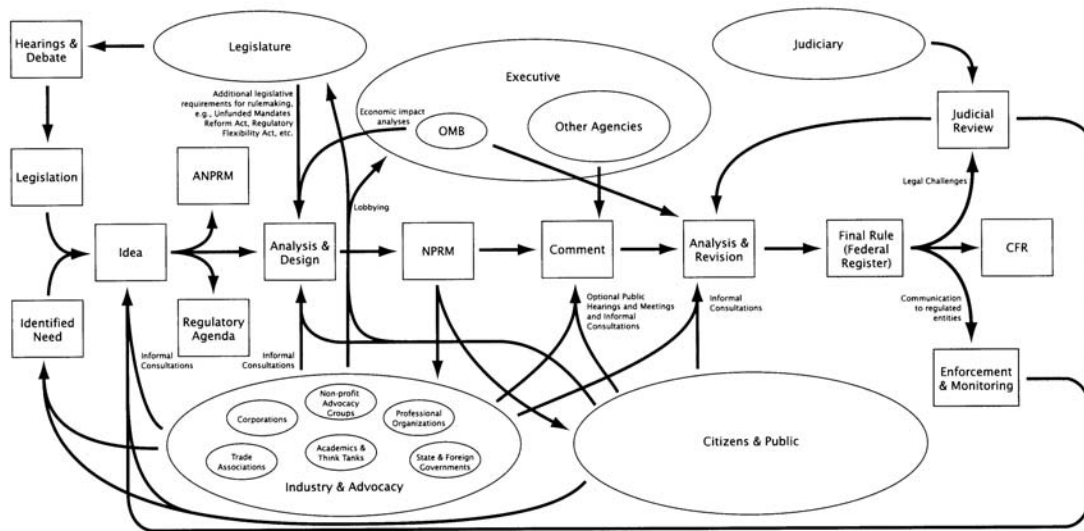 Hearings &
Debate
Legislature
Judiciary
Executive
Additional legislative
requirements for rulemaking,
e.g., Unfunded Mandates
Reform Act, Regulatory
Flexibility Act, etc.
Economic impact
analyses
OMB
Other Agencies
Judicial
Review
Legislation
ANPRM
Legal Challenges
Lobbying
Idea
Analysis &
Design
NPRM
Comment
Analysis &
Revision
Final Rule
(Federal
Register)
CFR
Identified
Need
Regulatory
Agenda
Optional Public
Hearings and Meetings
and Informal
Consultations
Informal
Consultations
Communication
to regulated
entities
Informal
Consultations
Informal
Consultations
Enforcement
& Monitoring
Non-profit
Advocacy
Groups
Corporations
Professional
Organizations
Citizens & Public
Trade
Associations
Academics &
Think Tanks
State & Foreign
Governments
Industry & Advocacy